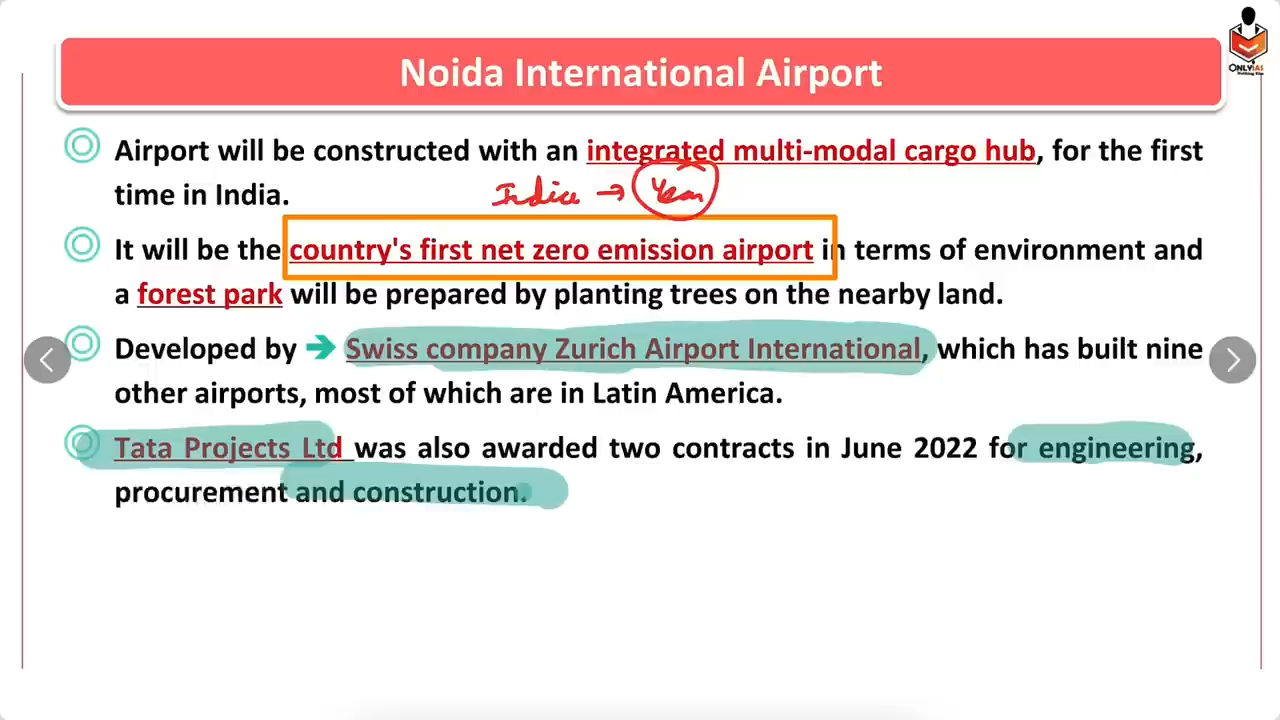 Noida International Airport
ONLYIAS
Airport will be constructed with an integrated multi-modal cargo hub, for the first
time in India.
It will be the country's first net zero emission airport in terms of environment and
a forest park will be prepared by planting trees on the nearby land.
Developed by ➔ Swiss company Zurich Airport International, which has built nine
other airports, most of which are in Latin America.
Tata Projects Ltd was also awarded two contracts in June 2022 for engineering,
procurement and construction.